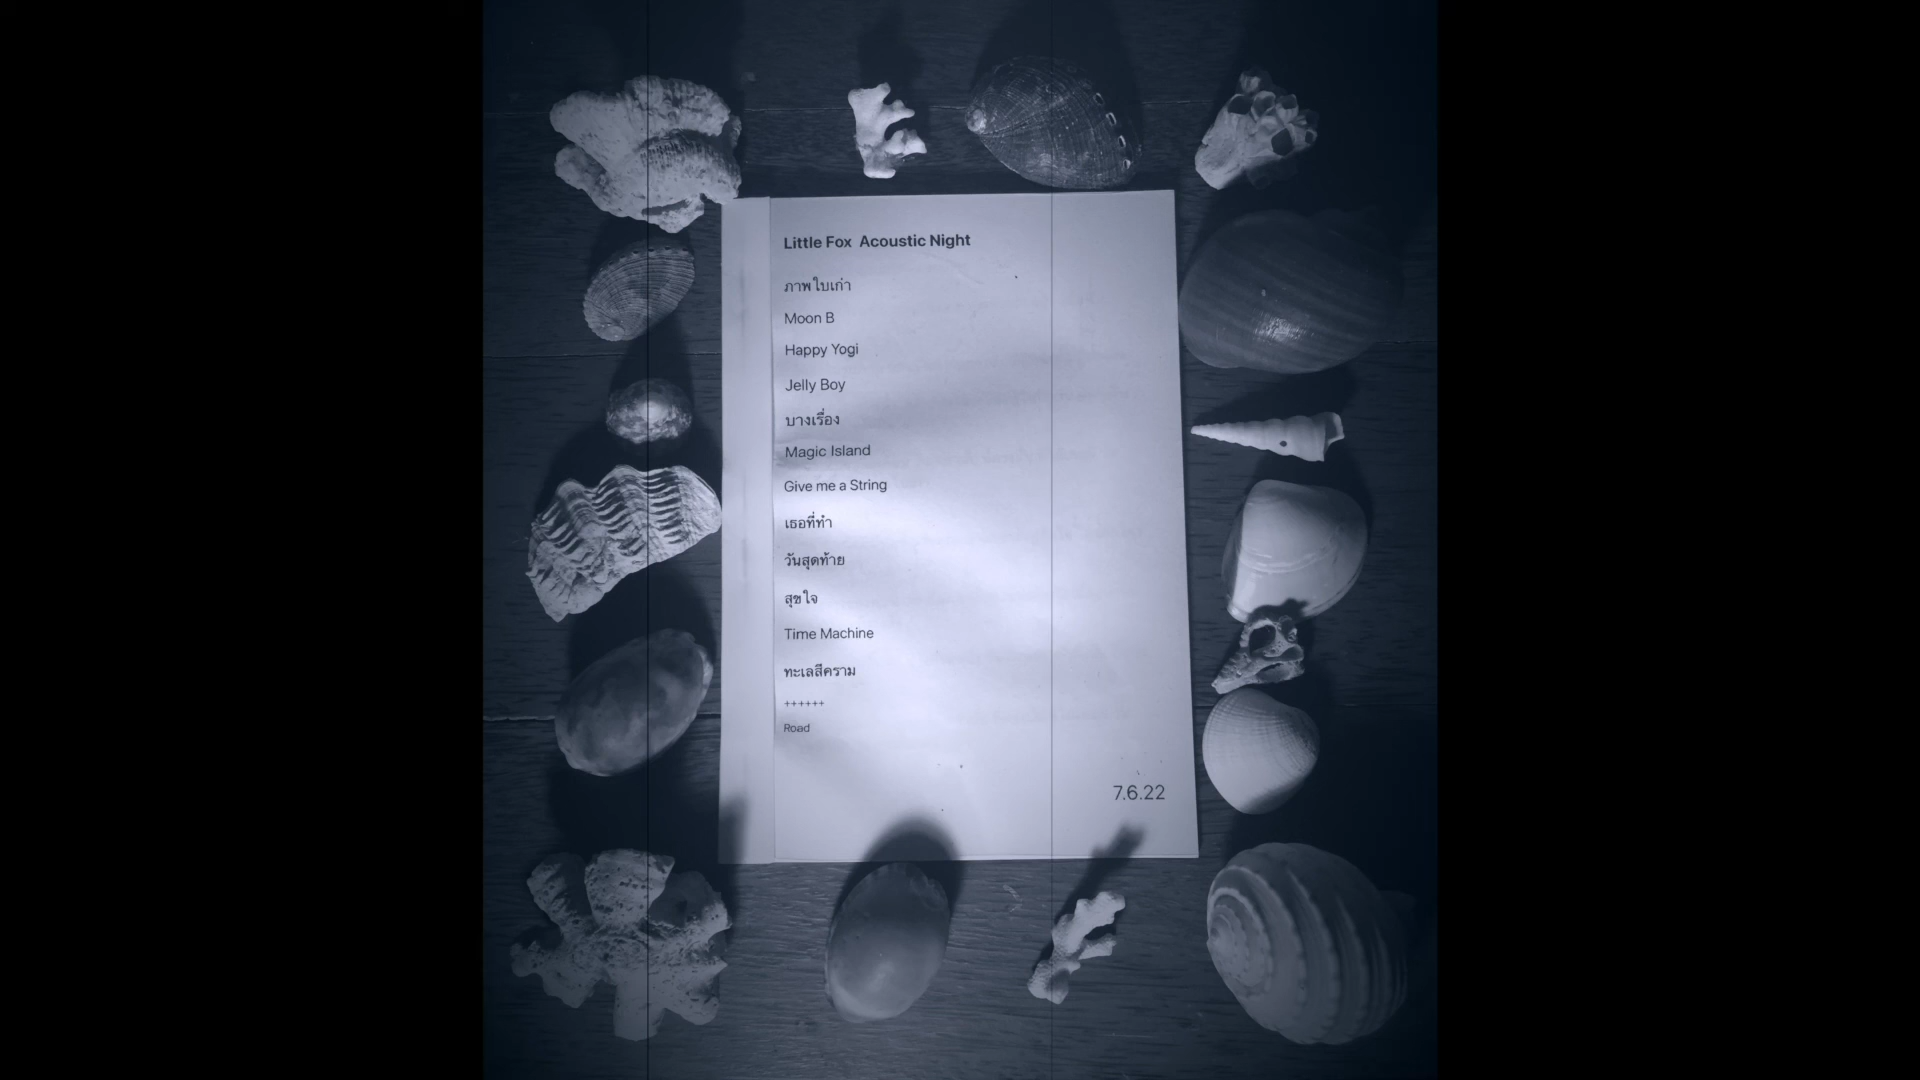 Little Fox  Acoustic Night
ภาพใบเก่า
Moon B
Happy Yogi
Jelly Boy
บางเรื่อง
Magic Island
Give me a String
เธอที่ทำ
วันสุดท้าย
สุขใจ
Time Machine
ทะเลสีคราม
++++++
Road
7.6.22